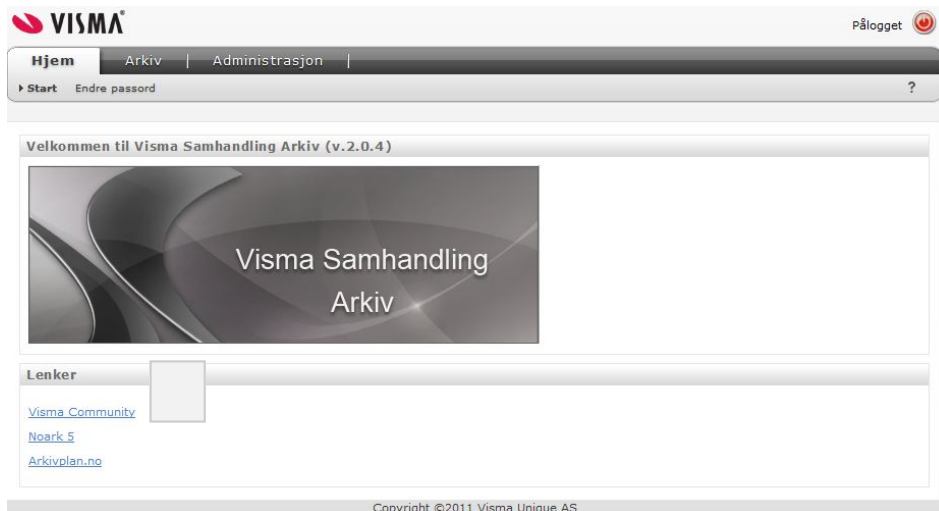 VISMA
Pålogget
Hjem Arkiv | Administrasjon |
Start Endre passord ?
Velkommen til Visma Samhandling Arkiv (v.2.0.4)
Visma Samhandling
Arkiv
Lenker
Visma Community
Noark 5
Arkivplan.no
Copyright ©2011 Visma Unique AS